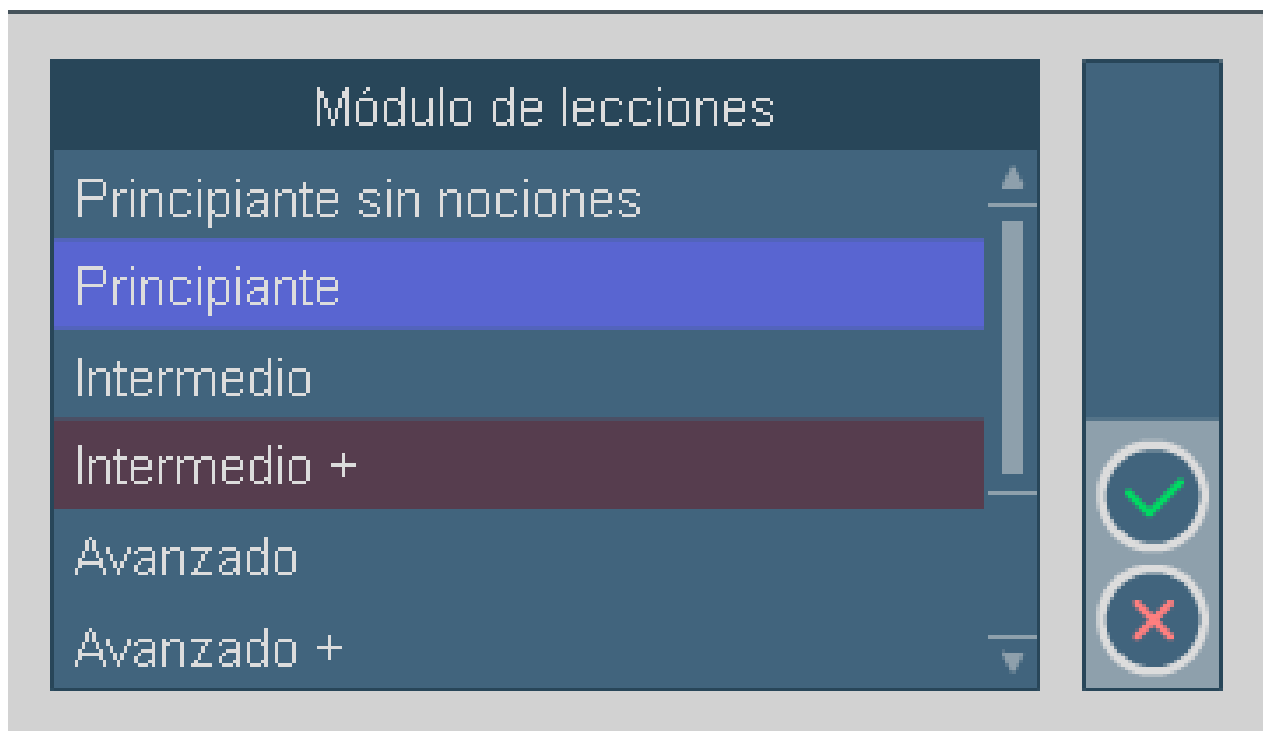 Módulo de lecciones
Principiante sin nociones
Principiante
Intermedio
Intermedio +
Avanzado
Avanzado +